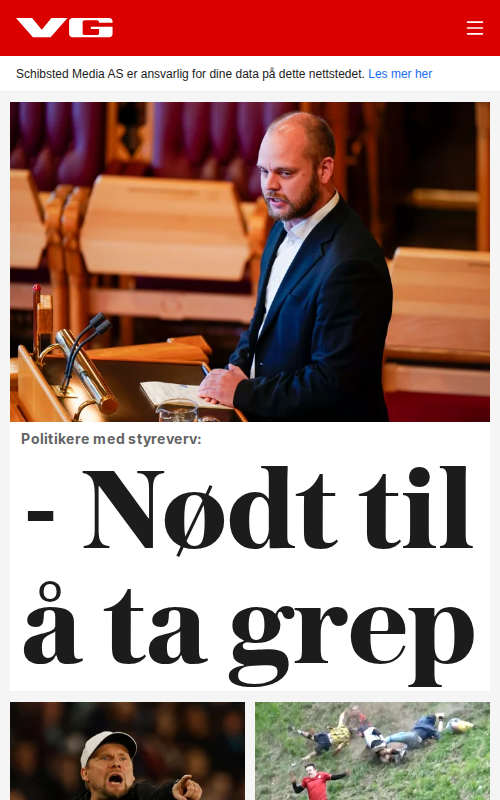 VG
Schibsted Media AS er ansvarlig for dine data på dette nettstedet. Les mer her
Politikere med styreverv:
- Nødt til
å ta grep